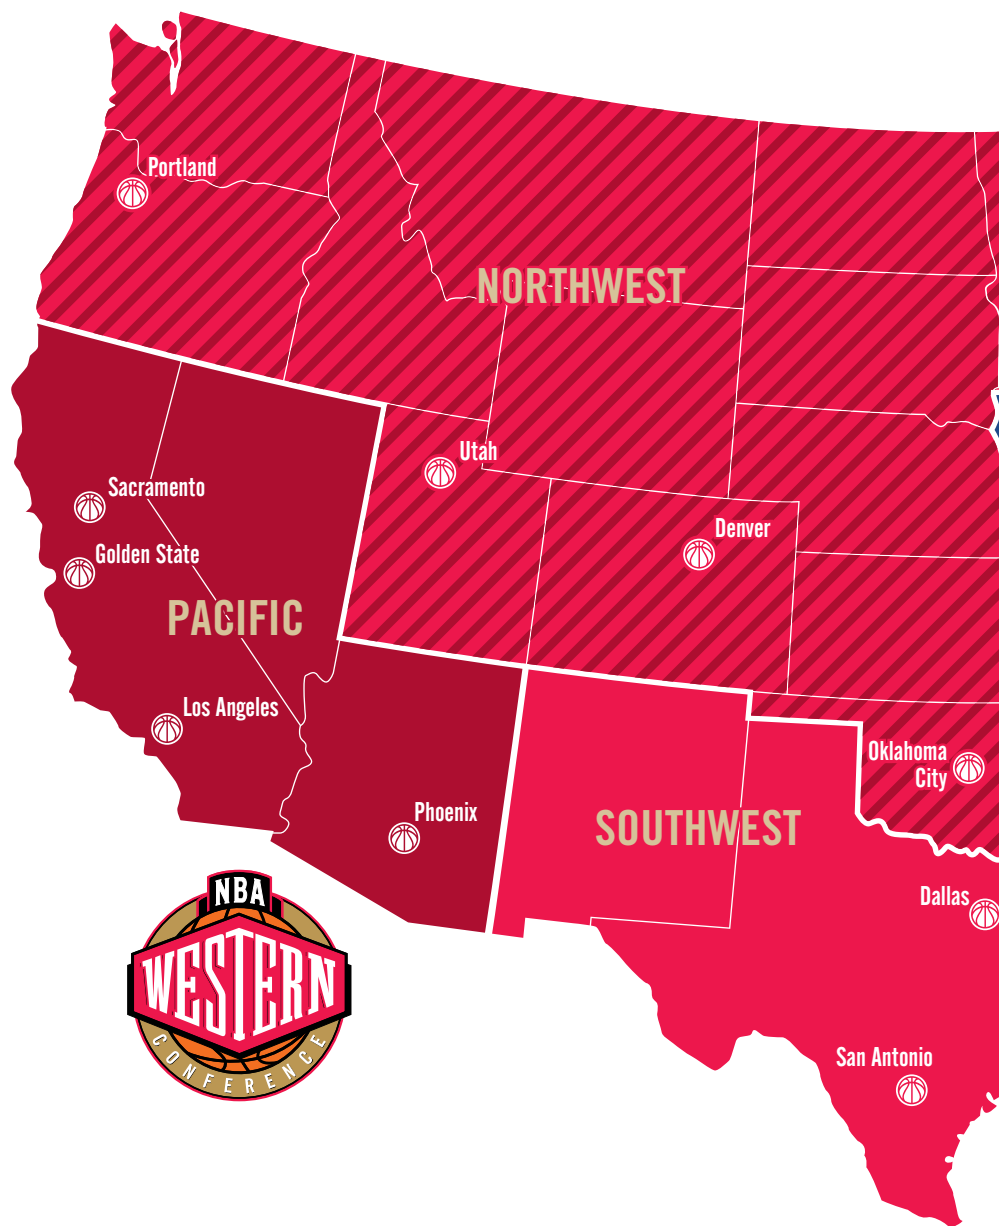 Portland
NORTHWEST
Utah
Sacramento
Denver
Golden State
PACIFIC
Los Angeles
Oklahoma
City
Phoenix
SOUTHWEST
Dallas
NBA
WESTERN
CONFERENCE
San Antonio